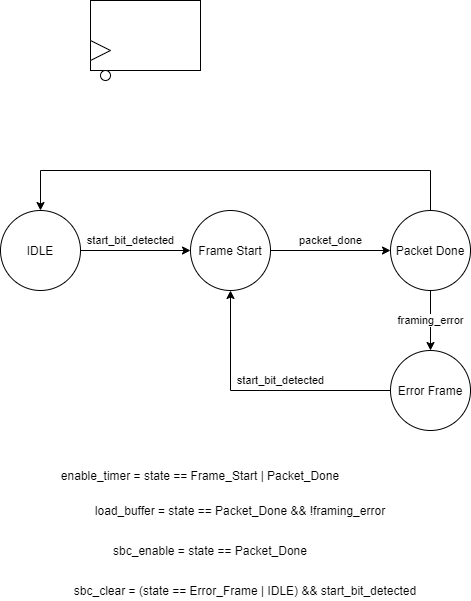 IDLE
start_bit_detected
Frame Start
packet_done
Packet Done
framing_error
start_bit_detected
Error Frame
enable_timer = state == Frame_Start | Packet_Done
load_buffer = state == Packet_Done && !framing_error
sbc_enable = state == Packet_Done
sbc_clear = (state == Error_Frame | IDLE) && start_bit_detected